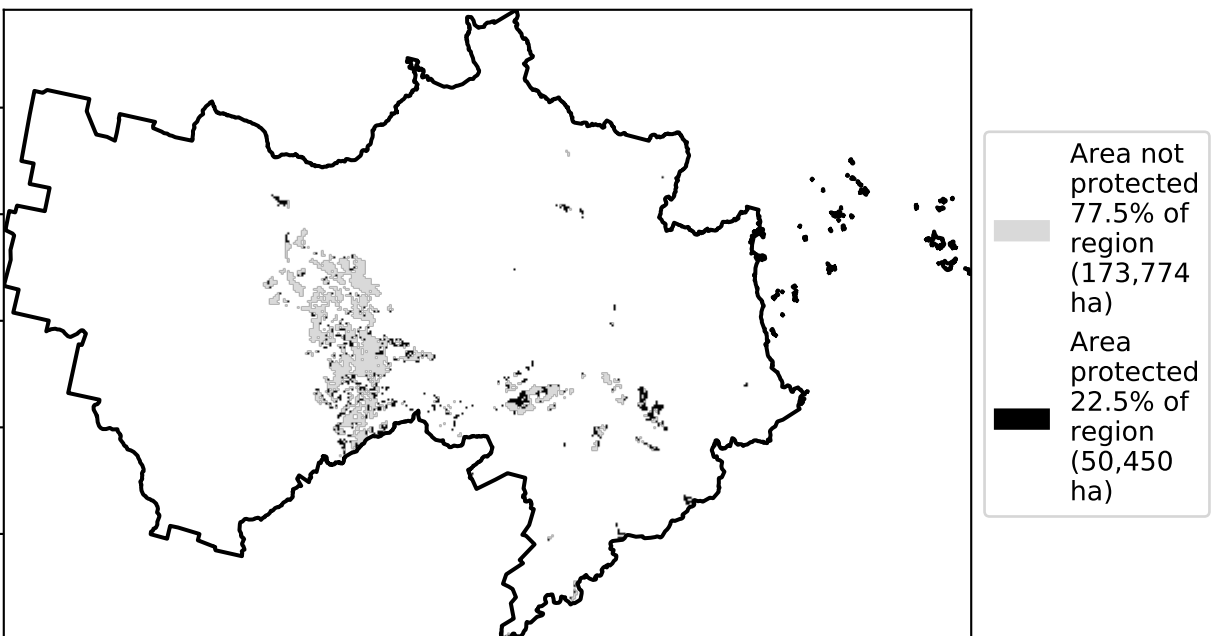 Area not
protected
77.5% of
region
(173,774
ha)
Area
protected
22.5% of
region
(50,450
ha)